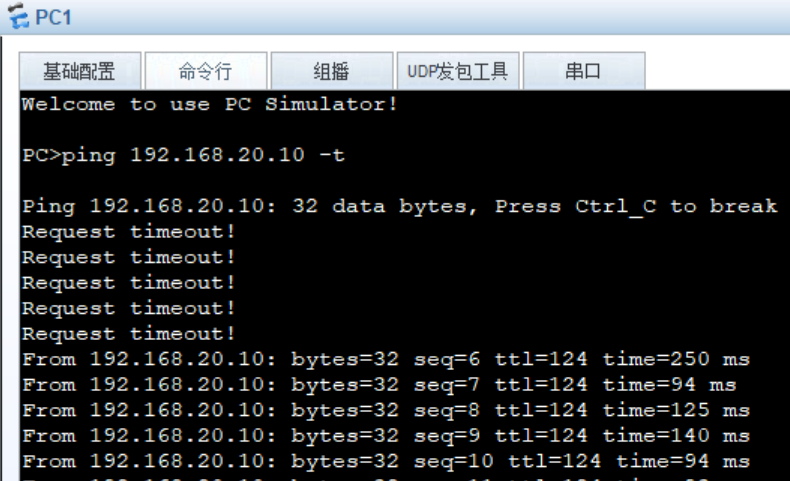 PC1
基础配置 命令行 组播 UDP发包工具 串口
Welcome to use PC Simulator!
PC>ping 192.168.20.10 -t
Ping 192.168.20.10: 32 data bytes, Press Ctrl_C to break
Request timeout!
Request timeout!
Request timeout!
Request timeout!
Request timeout!
From 192.168.20.10: bytes=32 seq=6 ttl=124 time=250 ms
From 192.168.20.10: bytes=32 seq=7 ttl=124 time=94 ms
From 192.168.20.10: bytes=32 seq=8 ttl=124 time=125 ms
From 192.168.20.10: bytes=32 seq=9 ttl=124 time=140 ms
From 192.168.20.10: bytes=32 seq=10 ttl=124 time=94 ms